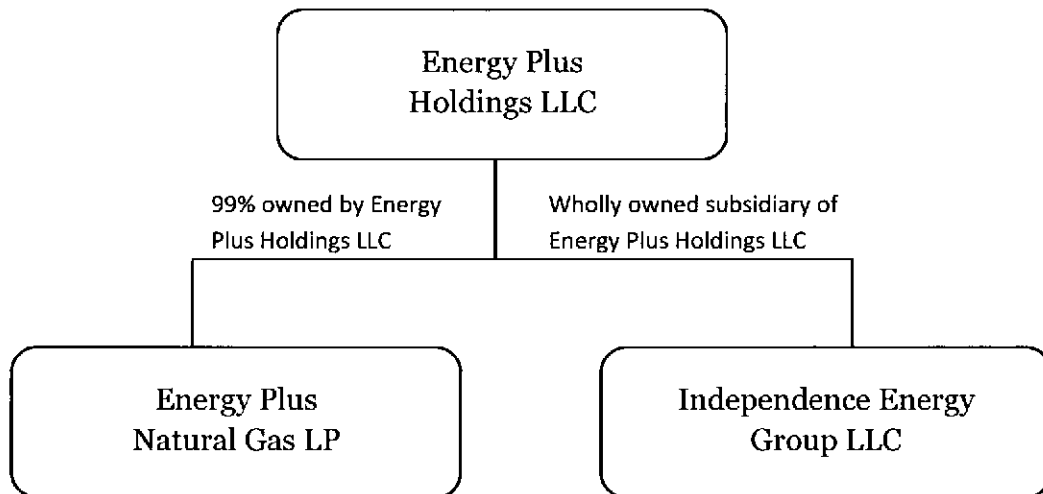 Energy Plus
Holdings LLC
99% owned by Energy
Plus Holdings LLC
Wholly owned subsidiary of
Energy Plus Holdings LLC
Energy Plus
Natural Gas LP
Independence Energy
Group LLC